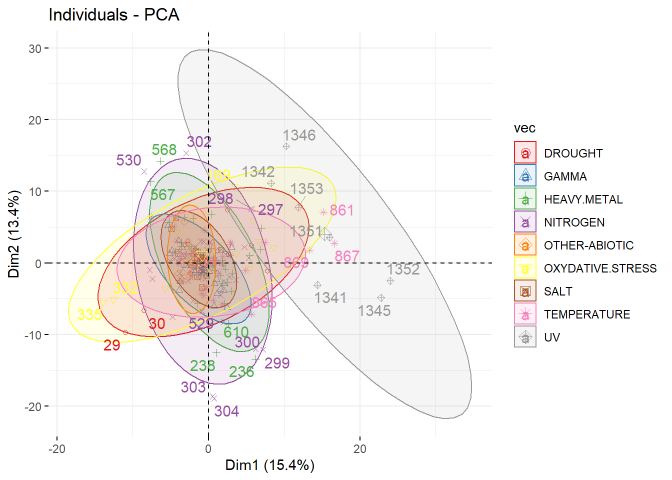 Individuals - PCA
30
20
10
0
-10
-20
-20
0
20
Dim2 (13.4%)
Dim1 (15.4%)
1346
302
568
530
1342
1353
567
298
297
861
1351
867
1352
1341
1345
335
30
529
610
29
300
238
236
299
303
304
vec
a DROUGHT
a GAMMA
a HEAVY.METAL
a NITROGEN
a OTHER-ABIOTIC
a OXYDATIVE.STRESS
a SALT
a TEMPERATURE
a UV